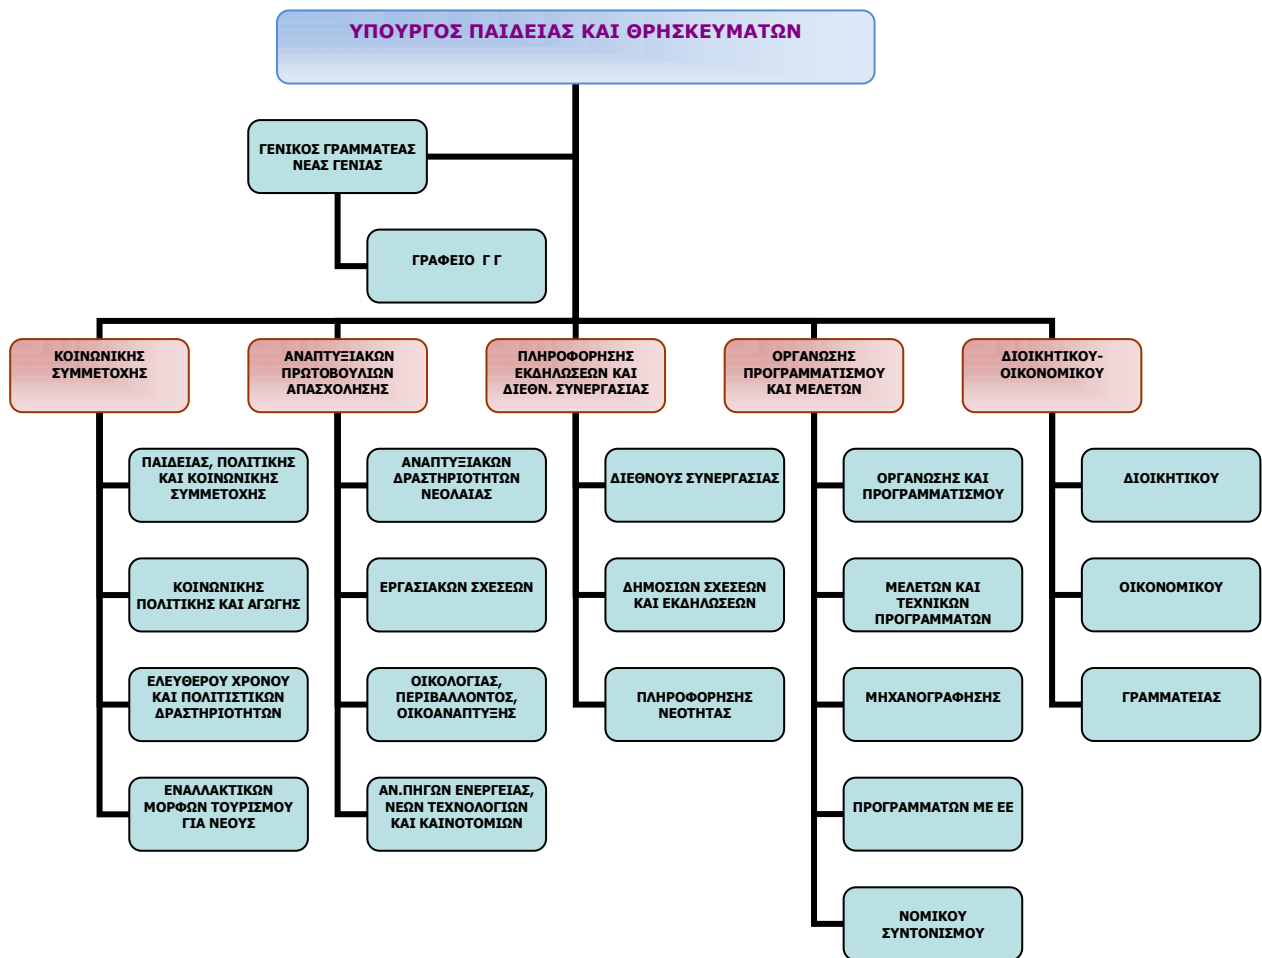 ΥΠΟΥΡΓΟΣ ΠΑΙΔΕΙΑΣ ΚΑΙ ΘΡΗΣΚΕΥΜΑΤΩΝ
ΓΕΝΙΚΟΣ ΓΡΑΜΜΑΤΕΑΣ
ΝΕΑΣ ΓΕΝΙΑΣ
ΓΡΑΦΕΙΟ Γ Γ
ΚΟΙΝΩΝΙΚΗΣ
ΣΥΜΜΕΤΟΧΗΣ
ΠΑΙΔΕΙΑΣ, ΠΟΛΙΤΙΚΗΣ
ΚΑΙ ΚΟΙΝΩΝΙΚΗΣ
ΣΥΜΜΕΤΟΧΗΣ
ΚΟΙΝΩΝΙΚΗΣ
ΠΟΛΙΤΙΚΗΣ ΚΑΙ ΑΓΩΓΗΣ
ΕΛΕΥΘΕΡΟΥ ΧΡΟΝΟΥ
ΚΑΙ ΠΟΛΙΤΙΣΤΙΚΩΝ
ΔΡΑΣΤΗΡΙΟΤΗΤΩΝ
ΕΝΑΛΛΑΚΤΙΚΩΝ
ΜΟΡΦΩΝ ΤΟΥΡΙΣΜΟΥ
ΓΙΑ ΝΕΟΥΣ
ΑΝΑΠΤΥΞΙΑΚΩΝ
ΠΡΩΤΟΒΟΥΛΙΩΝ
ΑΠΑΣΧΟΛΗΣΗΣ
ΑΝΑΠΤΥΞΙΑΚΩΝ
ΔΡΑΣΤΗΡΙΟΤΗΤΩΝ
ΝΕΟΛΑΙΑΣ
ΕΡΓΑΣΙΑΚΩΝ ΣΧΕΣΕΩΝ
ΟΙΚΟΛΟΓΙΑΣ,
ΠΕΡΙΒΑΛΛΟΝΤΟΣ,
ΟΙΚΟΑΝΑΠΤΥΞΗΣ
ΑΝ.ΠΗΓΩΝ ΕΝΕΡΓΕΙΑΣ,
ΝΕΩΝ ΤΕΧΝΟΛΟΓΙΩΝ
ΚΑΙ ΚΑΙΝΟΤΟΜΙΩΝ
ΠΛΗΡΟΦΟΡΗΣΗΣ
ΕΚΔΗΛΩΣΕΩΝ ΚΑΙ
ΔΙΕΘΝ. ΣΥΝΕΡΓΑΣΙΑΣ
ΔΙΕΘΝΟΥΣ ΣΥΝΕΡΓΑΣΙΑΣ
ΔΗΜΟΣΙΩΝ ΣΧΕΣΕΩΝ
ΚΑΙ ΕΚΔΗΛΩΣΕΩΝ
ΠΛΗΡΟΦΟΡΗΣΗΣ
ΝΕΟΤΗΤΑΣ
ΟΡΓΑΝΩΣΗΣ
ΠΡΟΓΡΑΜΜΑΤΙΣΜΟΥ
ΚΑΙ ΜΕΛΕΤΩΝ
ΟΡΓΑΝΩΣΗΣ ΚΑΙ
ΠΡΟΓΡΑΜΜΑΤΙΣΜΟΥ
ΜΕΛΕΤΩΝ ΚΑΙ
ΤΕΧΝΙΚΩΝ
ΠΡΟΓΡΑΜΜΑΤΩΝ
ΜΗΧΑΝΟΓΡΑΦΗΣΗΣ
ΠΡΟΓΡΑΜΜΑΤΩΝ ΜΕ ΕΕ
ΝΟΜΙΚΟΥ
ΣΥΝΤΟΝΙΣΜΟΥ
ΔΙΟΙΚΗΤΙΚΟΥ-
ΟΙΚΟΝΟΜΙΚΟΥ
ΔΙΟΙΚΗΤΙΚΟΥ
ΟΙΚΟΝΟΜΙΚΟΥ
ΓΡΑΜΜΑΤΕΙΑΣ